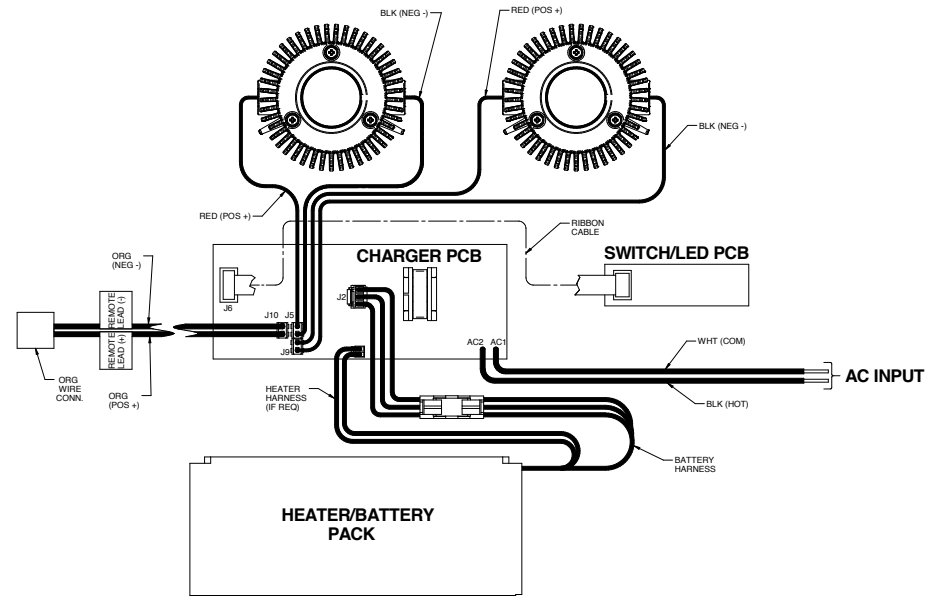 BLK (NEG -)
RED (POS +)
BLK (NEG -)
RED (POS +)
RIBBON
CABLE
CHARGER PCB
SWITCH/LED PCB
ORG
(NEG -)
J6
J2
REMOTE
LEAD (-)
REMOTE
LEAD (+)
J10
J5
J9
AC2
AC1
WHT (COM)
AC INPUT
BLK (HOT)
ORG
WIRE
CONN.
ORG
(POS +)
HEATER
HARNESS
(IF REQ)
BATTERY
HARNESS
HEATER/BATTERY
PACK